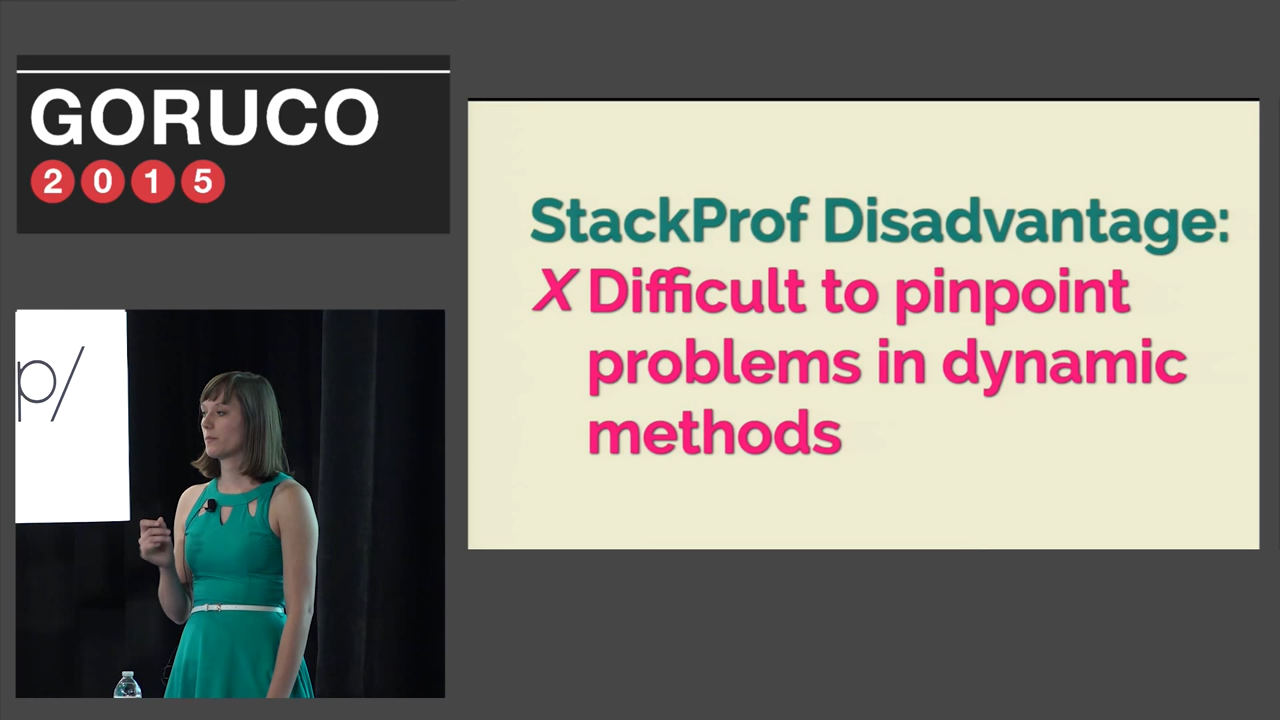 GORUCO
2015
StackProf Disadvantage:
X Difficult to pinpoint
problems in dynamic
methods
p/